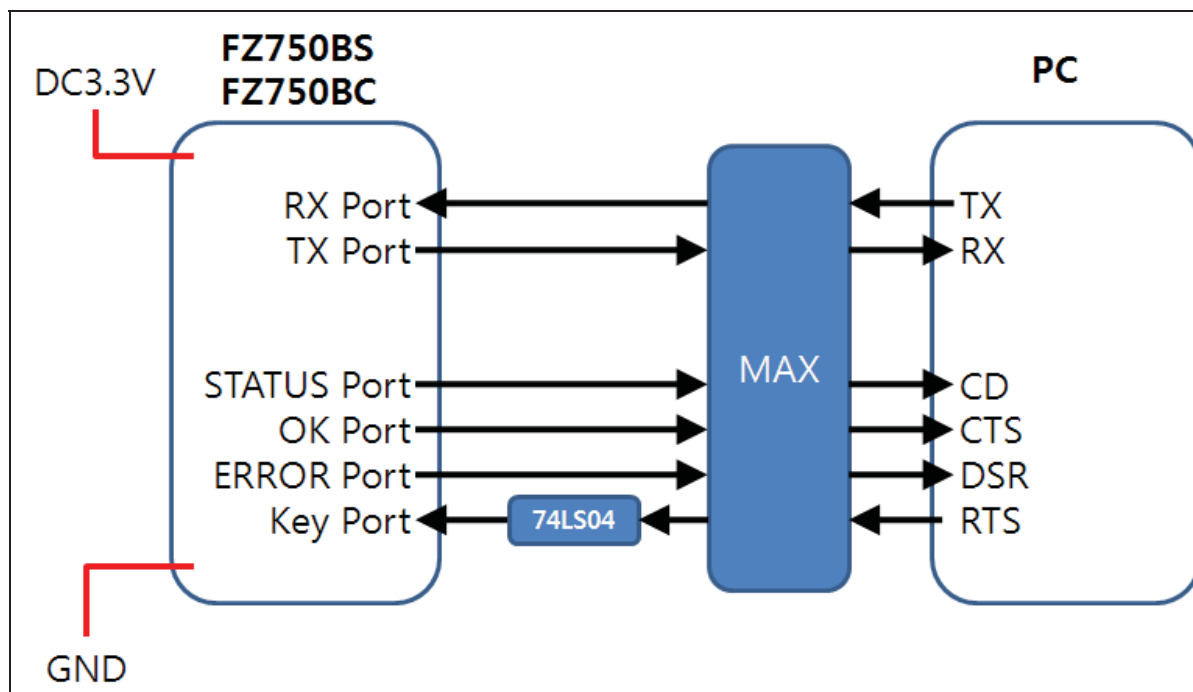 FZ750BS
FZ750BC
PC
DC3.3V
RX Port
TX Port
STATUS Port
OK Port
ERROR Port
Key Port
74LS04
MAX
TX
RX
CD
CTS
DSR
RTS
GND